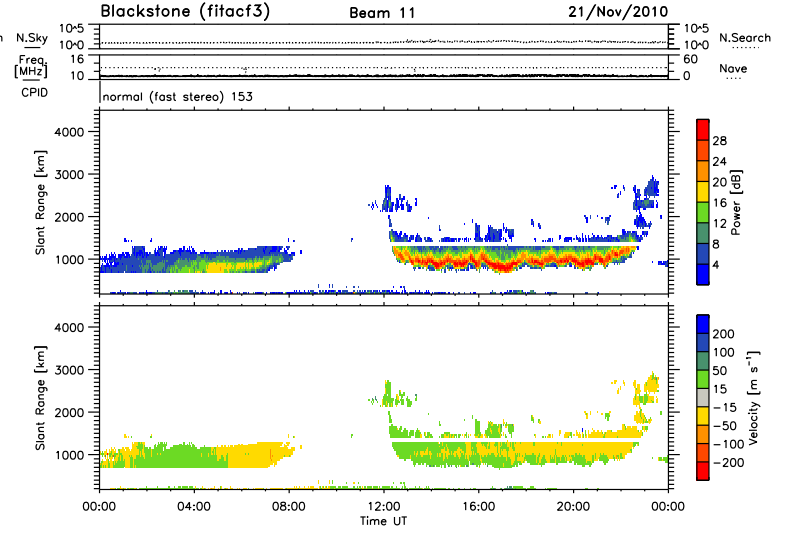 Blackstone (fitacf3) Beam 11 21/Nov/2010
n N.Sky 10^5 10^5 N.Search
10^0 10^0
Freq. 16 60
[MHz] 10 0 Nave
CPID normal (fast stereo) 153
4000
3000
2000
1000
Slant Range [km]
28
24
20
16
12
8
4
Power [dB]
4000
3000
2000
1000
Slant Range [km]
200
100
50
15
-15
-50
-100
-200
Velocity [m s⁻¹]
00:00 04:00 08:00 12:00 16:00 20:00 00:00
Time UT